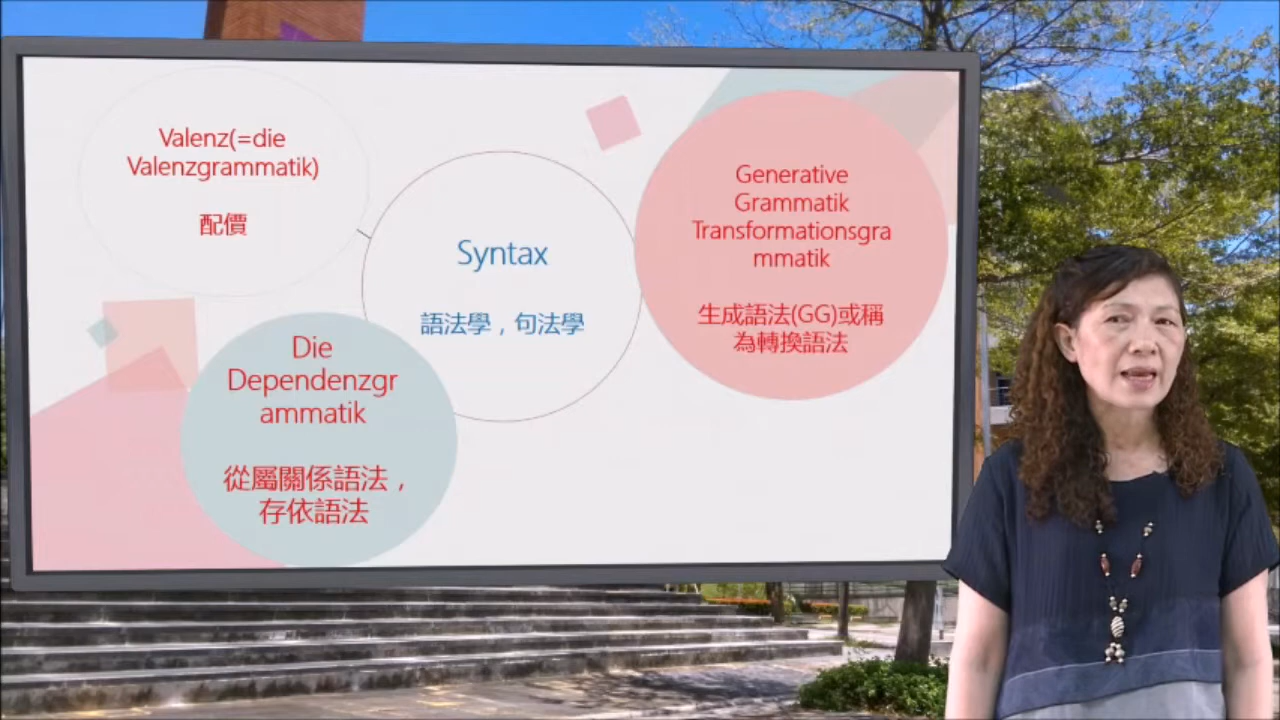 Valenz(=die
Valenzgrammatik)
配價
Syntax
語法學，句法學
Generative
Grammatik
Transformationsgra
mmatik
生成語法(GG)或稱
為轉換語法
Die
Dependenzgr
ammatik
從屬關係語法，
存依語法